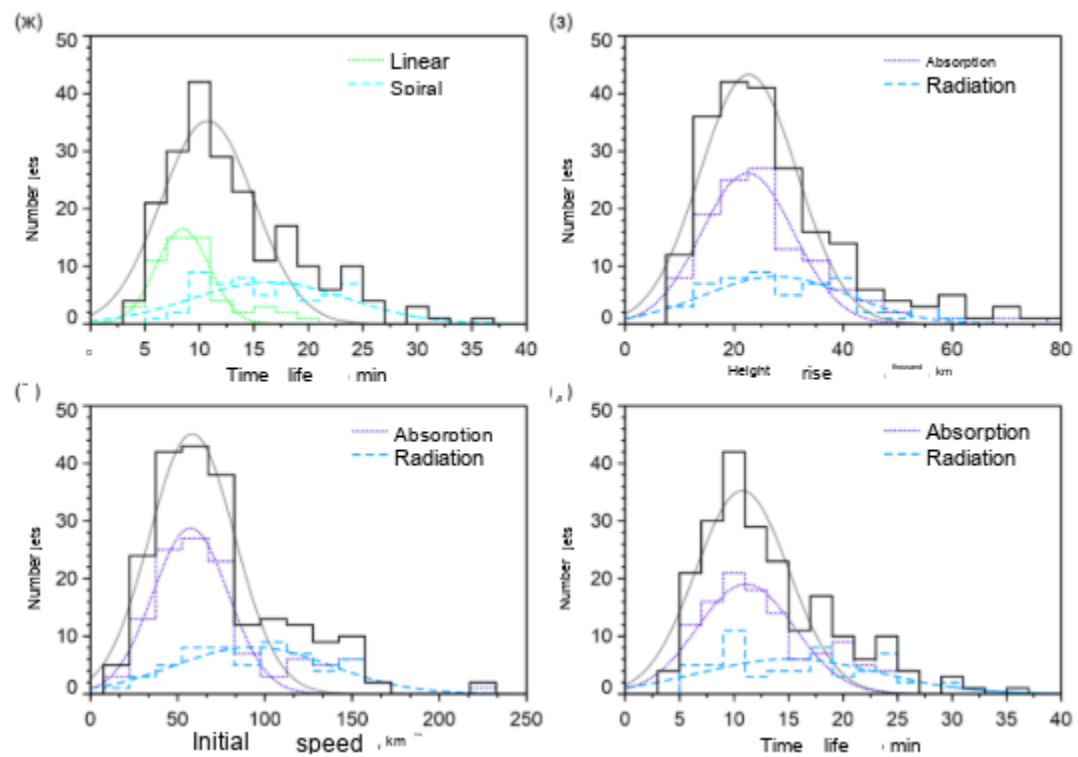 (ж)
50
40
30
20
10
0
Number jets
Linear
Spiral
5 10 15 20 25 30 35 40
Time life , min
(з)
50
40
30
20
10
0
Number jets
Absorption
Radiation
0 20 40 60 80
Height rise , thousand , km
50
40
30
20
10
0
Number jets
Absorption
Radiation
0 50 100 150 200 250
Initial speed , km
50
40
30
20
10
0
Number jets
Absorption
Radiation
0 5 10 15 20 25 30 35 40
Time life , min